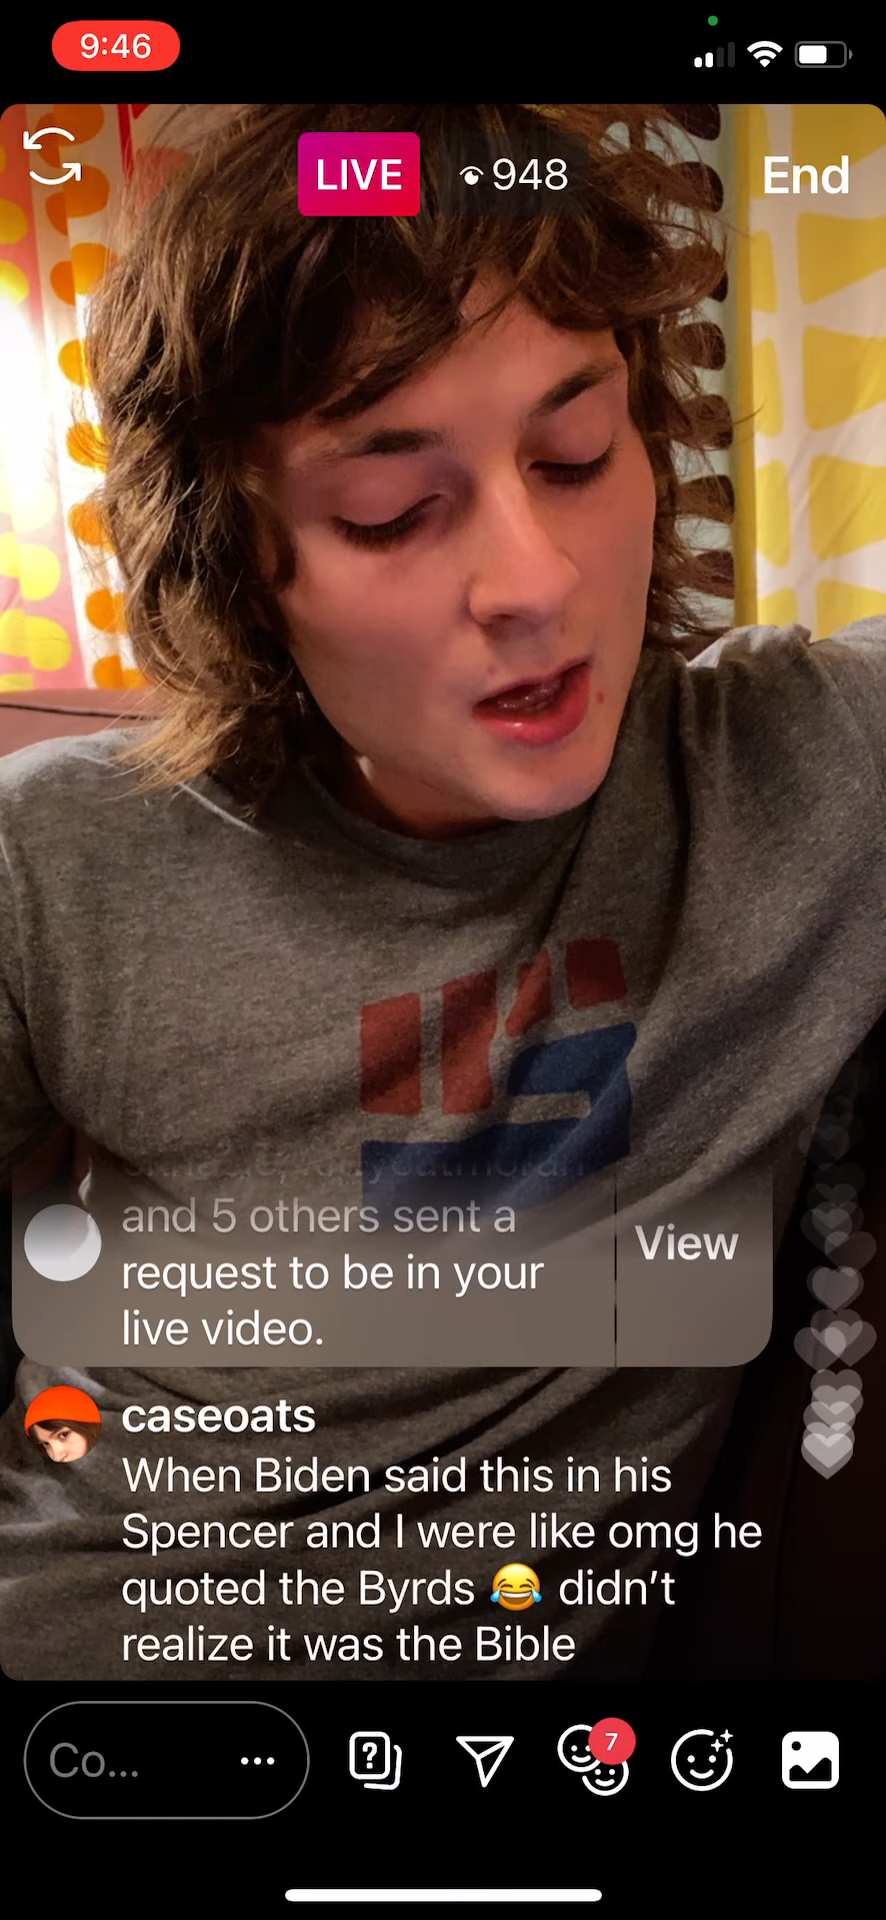 9:46
LIVE
948
End
and 5 others sent a
request to be in your
live video.
View
caseoats
When Biden said this in his
Spencer and I were like omg he
quoted the Byrds 😂 didn't
realize it was the Bible
Co...
7